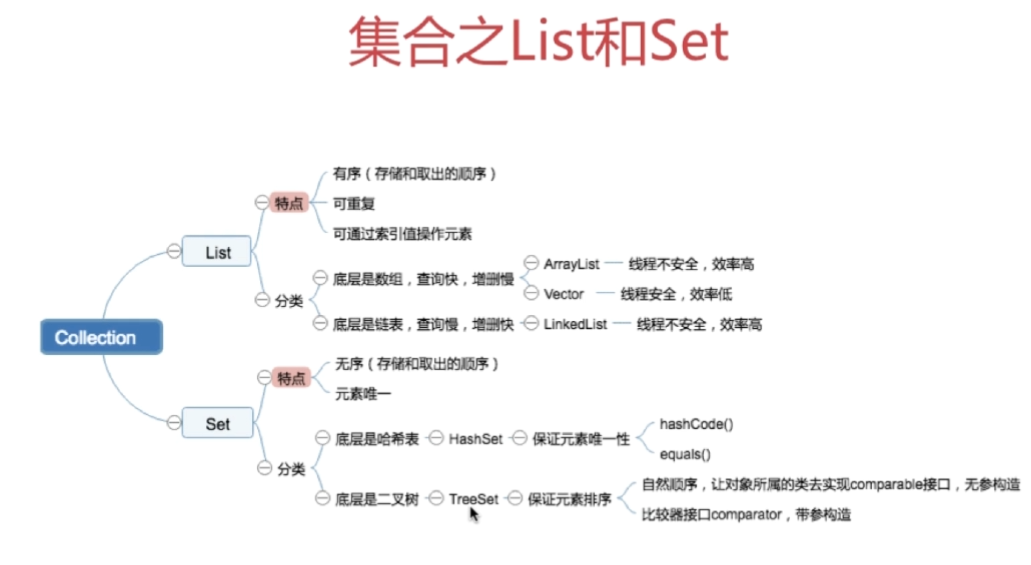 集合之List和Set
Collection
List
特点
有序（存储和取出的顺序）
可重复
可通过索引值操作元素
分类
底层是数组，查询快，增删慢
ArrayList
线程不安全，效率高
Vector
线程安全，效率低
底层是链表，查询慢，增删快
LinkedList
线程不安全，效率高
Set
特点
无序（存储和取出的顺序）
元素唯一
分类
底层是哈希表
HashSet
保证元素唯一性
hashCode()
equals()
底层是二叉树
TreeSet
保证元素排序
自然顺序，让对象所属的类去实现comparable接口，无参构造
比较器接口comparator，带参构造